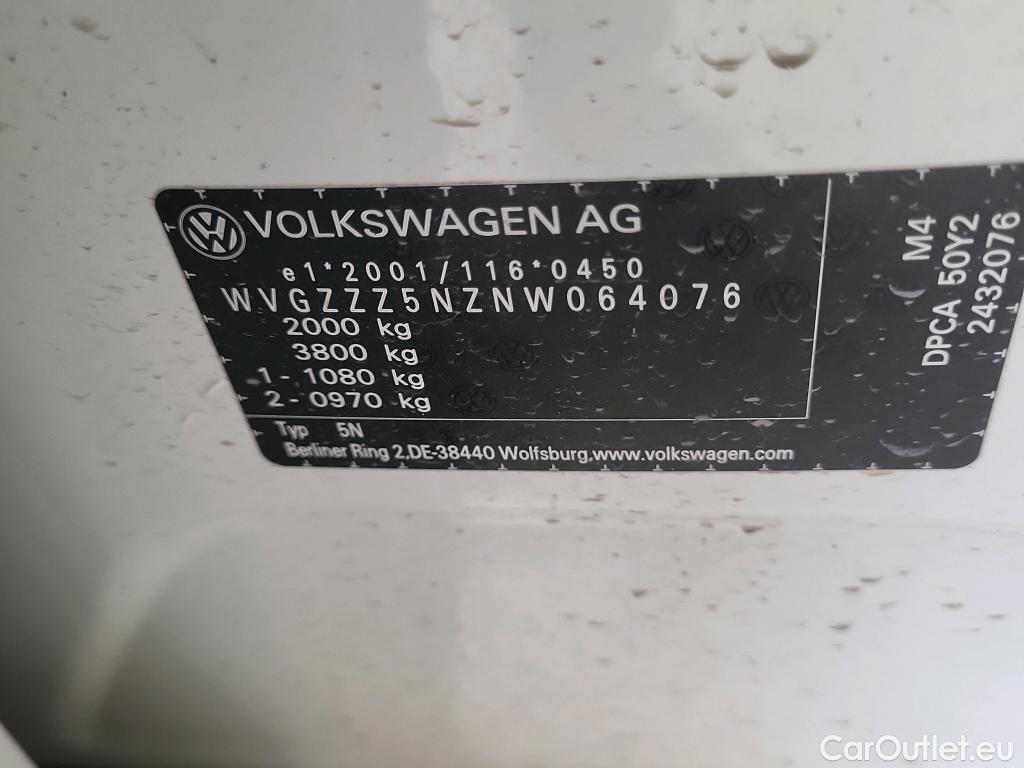 VOLKSWAGEN AG
e1*2001/116*0450
WVGZZZ5NZNW064076
2000 kg
3800 kg
1- 1080 kg
2- 0970 kg
Typ 5N
Berliner Ring 2,DE-38440 Wolfsburg,www.volkswagen.com
M4
DPCA 50Y2
2432076
CarOutlet.eu